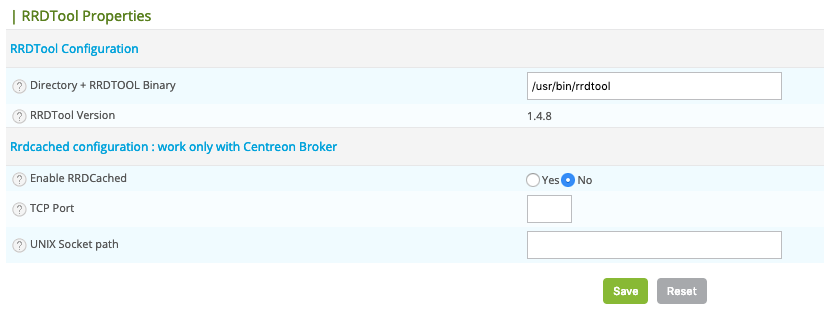 | RRDTool Properties
RRDTool Configuration
? Directory + RRDTOOL Binary /usr/bin/rrdtool
? RRDTool Version 1.4.8
Rrdcached configuration : work only with Centreon Broker
? Enable RRDCached Yes No
? TCP Port
? UNIX Socket path
Save Reset